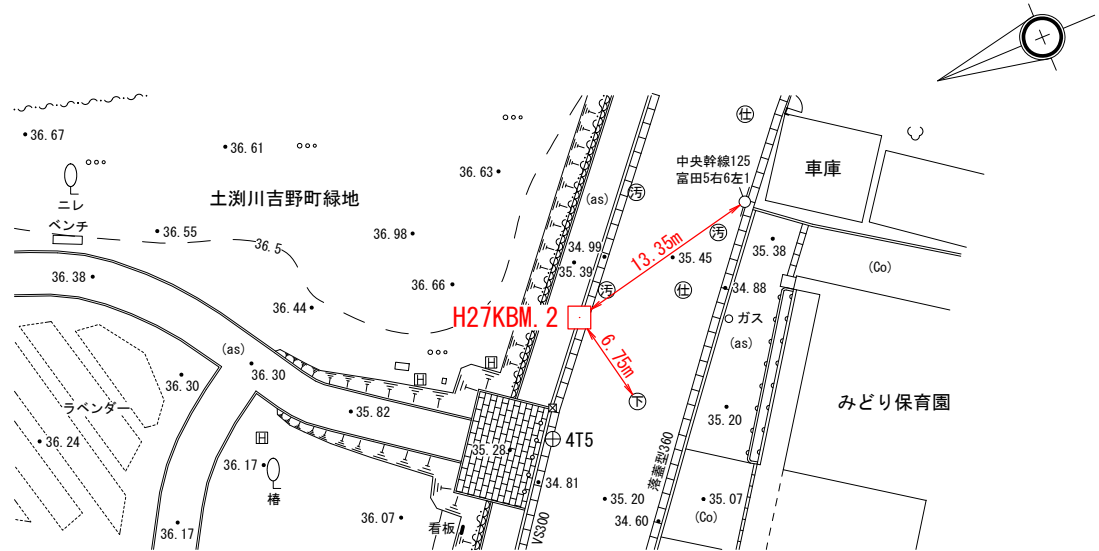 36.67
36.61
36.63
ニレ
ベンチ
土渕川吉野町緑地
(as)
中央幹線125
富田5右6左1
仕
車庫
汚
36.55
36.5
36.98
34.99
35.39
13.35m
汚
35.45
35.38
(Co)
36.38
36.44
36.66
汚
仕
34.88
H27KBM.2
ガス
(as)
(as)
36.30
36.30
6.75m
H
H
下
35.82
35.20
みどり保育園
ラベンダー
36.24
H
36.17
椿
35.28
4T5
落蓋型360
34.81
36.07
看板
VS300
35.20
34.60
35.07
(Co)
36.17